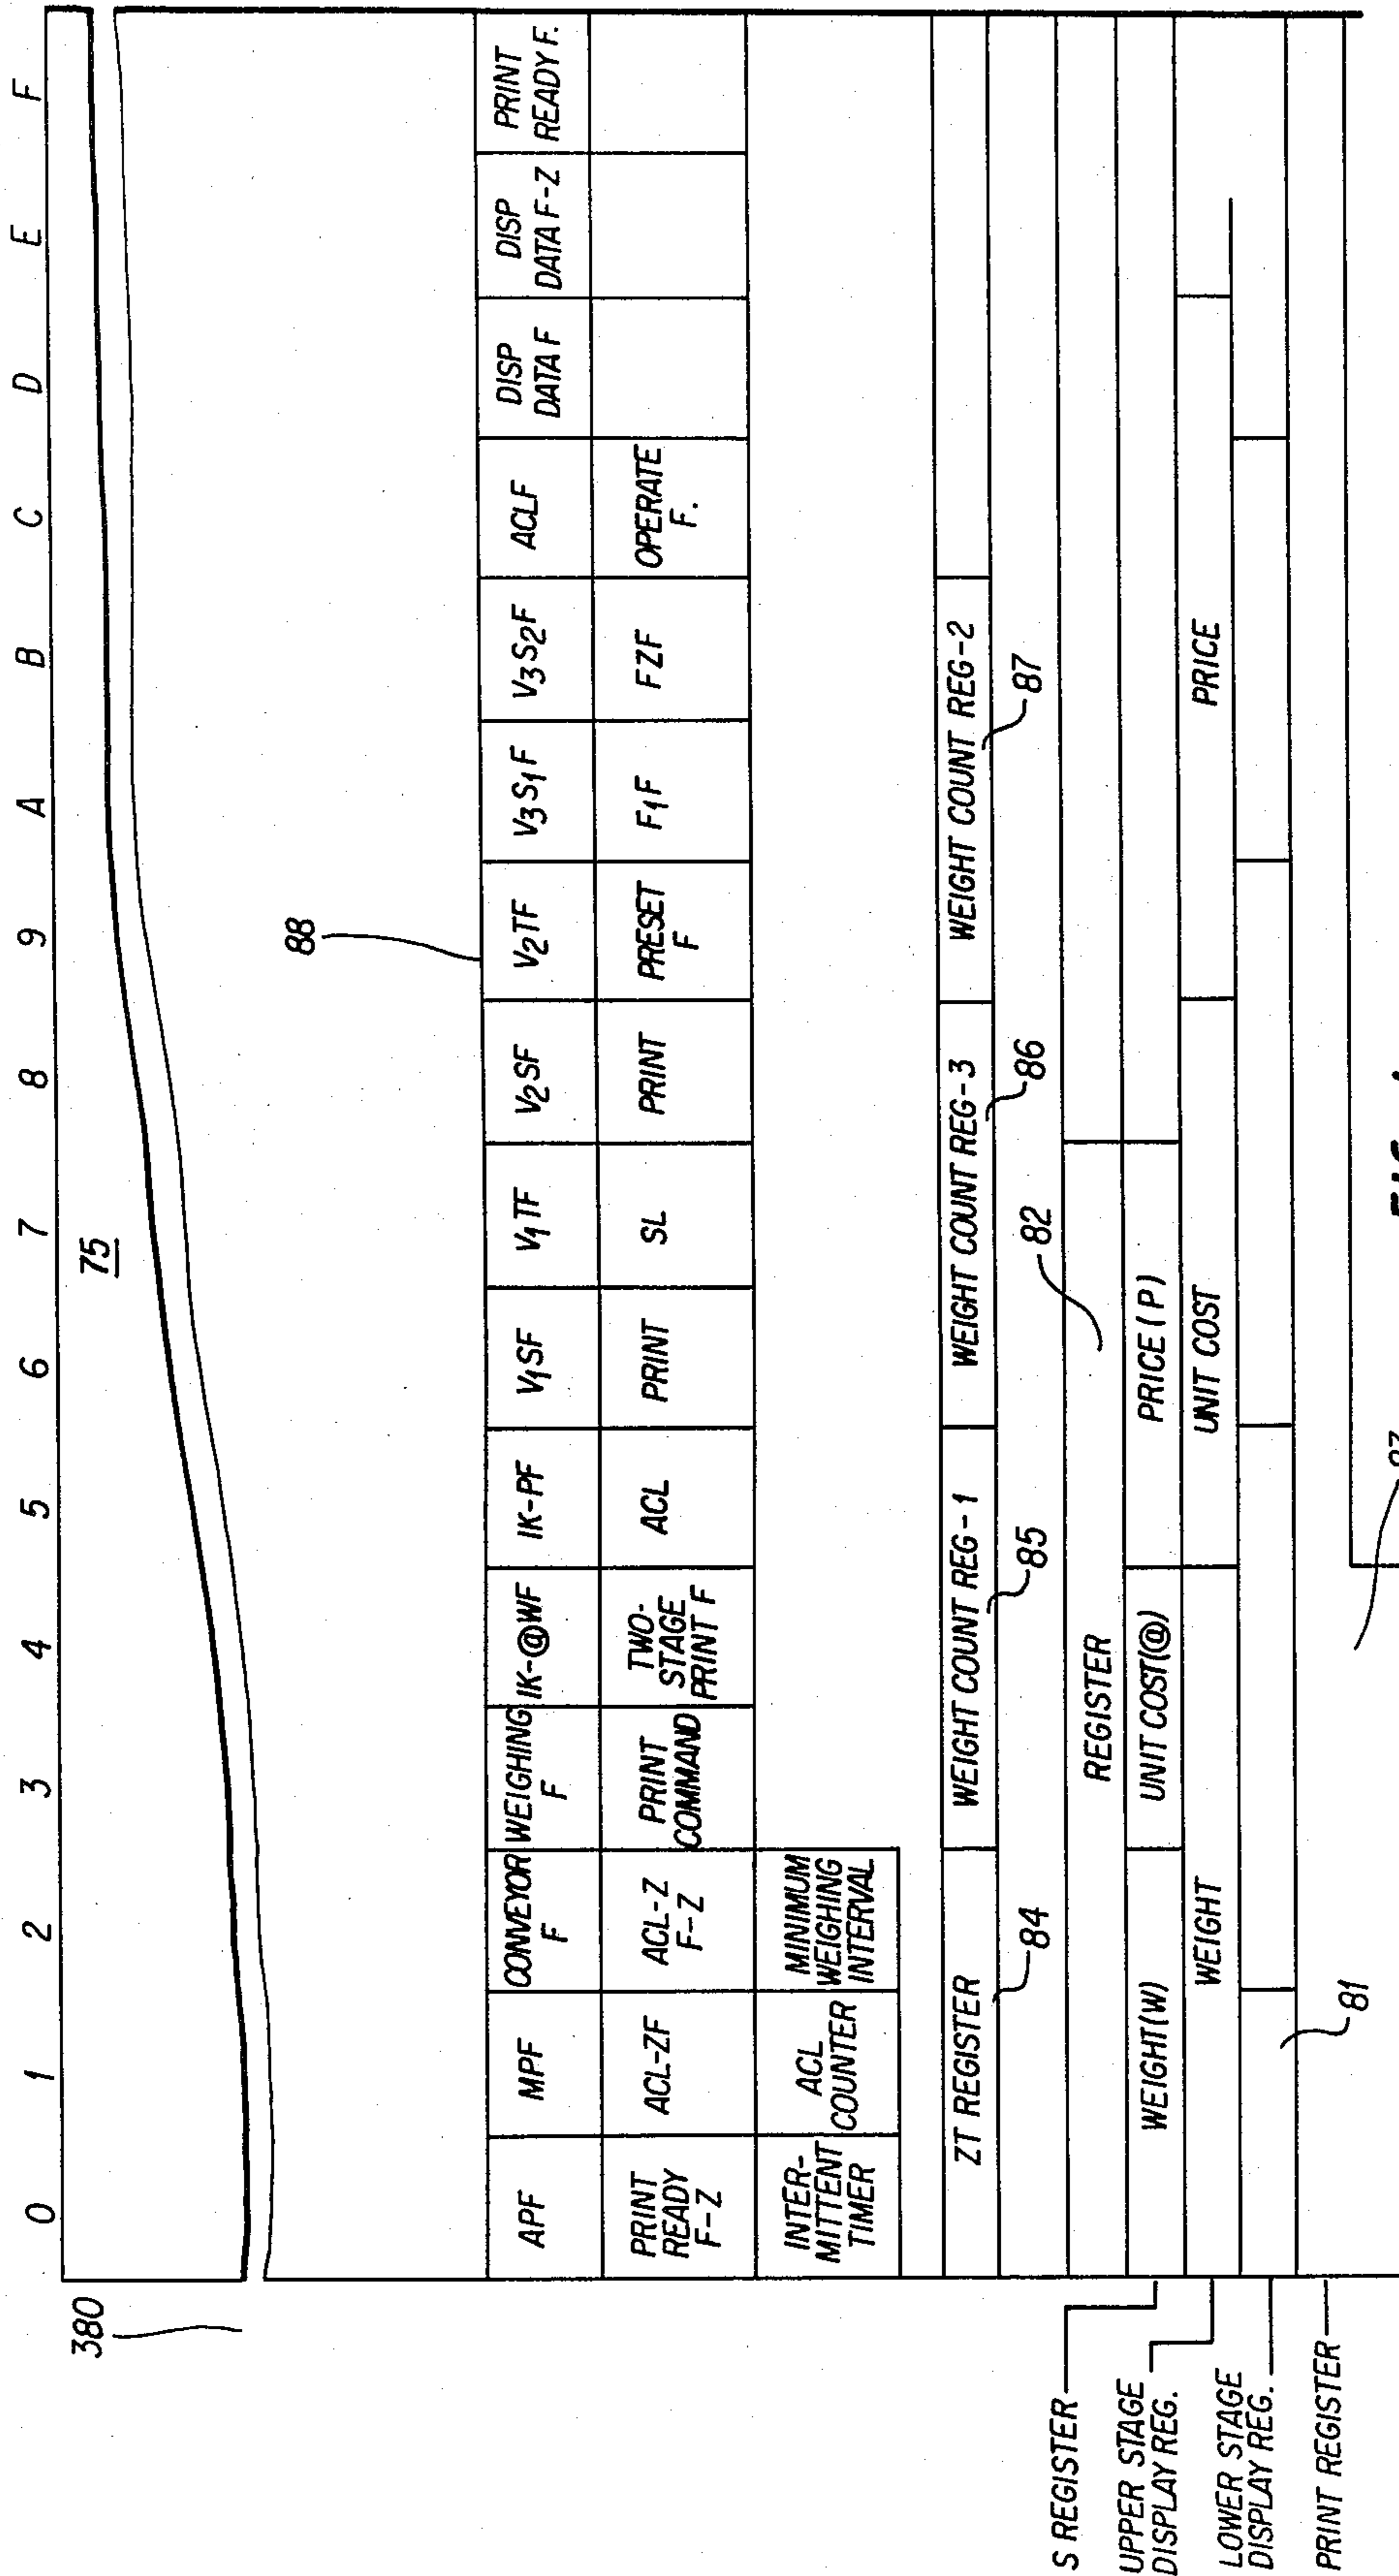 0 1 2 3 4 5 6 7 8 9 A B C D E F
380
75
88
APF
MPF
CONVEYOR
F
WEIGHING
F
IK-@WF
IK-PF
V1SF
V1TF
V2SF
V2TF
V3S1F
V3S2F
ACLF
DISP
DATA F
DISP
DATA F-Z
PRINT
READY F.
PRINT
READY
F-Z
ACL-ZF
ACL-Z
F-Z
PRINT
COMMAND
TWO-
STAGE
PRINT F
ACL
PRINT
SL
PRINT
PRESET
F
F1F
FZF
OPERATE
F.
INTER-
MITTENT
TIMER
ACL
COUNTER
MINIMUM
WEIGHING
INTERVAL
ZT REGISTER
WEIGHT COUNT REG-1
WEIGHT COUNT REG-3
WEIGHT COUNT REG-2
84
85
86
87
REGISTER
82
S REGISTER
WEIGHT(W)
UNIT COST(@)
PRICE(P)
UPPER STAGE
DISPLAY REG.
WEIGHT
UNIT COST
PRICE
LOWER STAGE
DISPLAY REG.
81
PRINT REGISTER